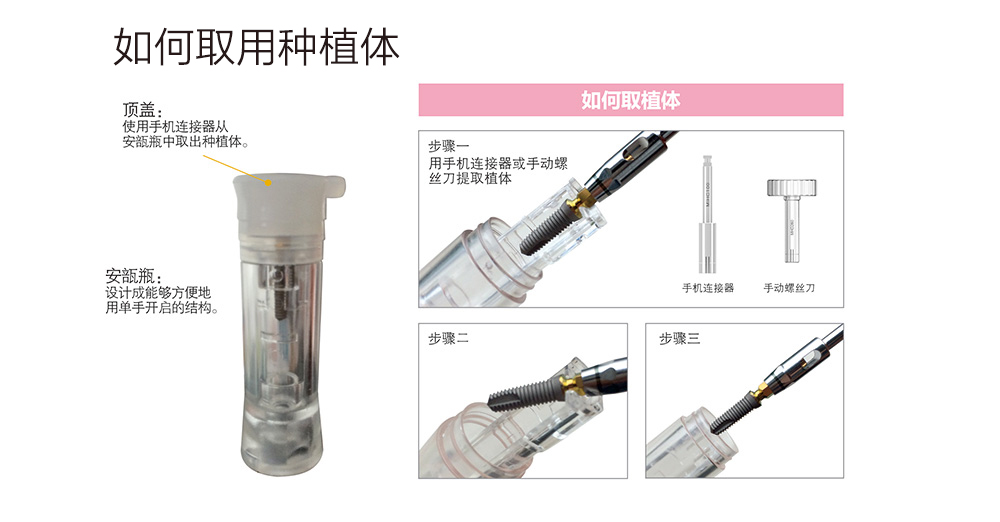 如何取用种植体
顶盖：
使用手机连接器从
安瓿瓶中取出种植体。
安瓿瓶：
设计成能够方便地
用单手开启的结构。
如何取植体
步骤一
用手机连接器或手动螺
丝刀提取植体
手机连接器
手动螺丝刀
步骤二
步骤三